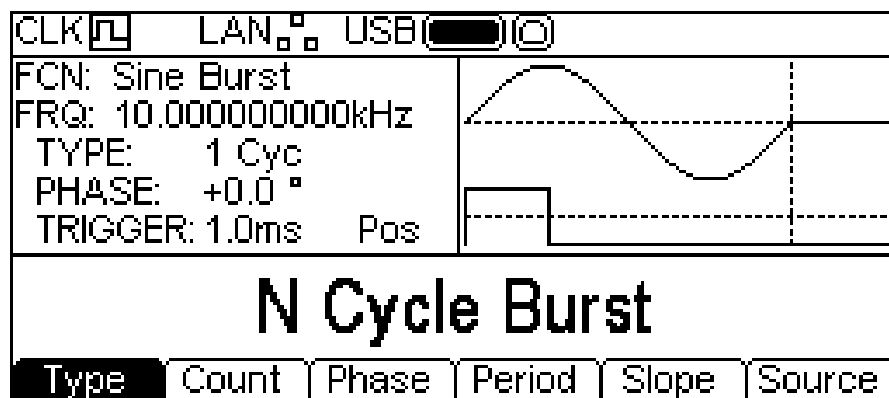 CLK LAN USB
FCN: Sine Burst
FRQ: 10.000000000kHz
TYPE: 1 Cyc
PHASE: +0.0 °
TRIGGER: 1.0ms Pos
N Cycle Burst
Type Count Phase Period Slope Source